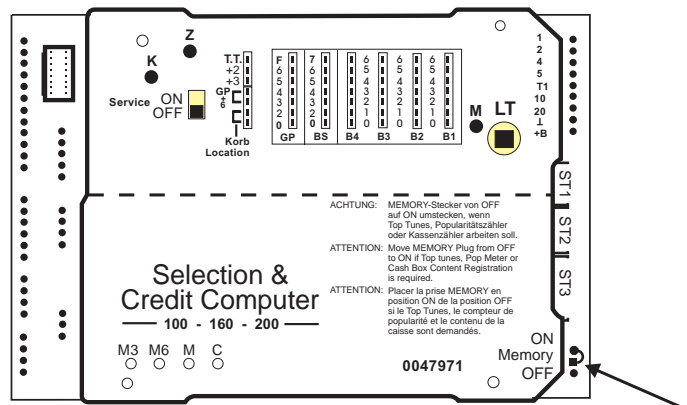 Z
K
T.T.
+2
+3
GP
+
6
Korb
Location
Service
ON
OFF
F
6
5
4
3
2
0
GP
7
6
5
4
3
2
0
BS
6
5
4
3
2
1
0
B4
6
5
4
3
2
1
0
B3
6
5
4
3
2
1
0
B2
6
5
4
3
2
1
0
B1
M
LT
1
2
4
5
T1
10
20
⊥
+B
ST1
ST2
ST3
ACHTUNG: MEMORY-Stecker von OFF
auf ON umstecken, wenn
Top Tunes, Popularitätszähler
oder Kassenzähler arbeiten soll.
ATTENTION: Move MEMORY Plug from OFF
to ON if Top tunes, Pop Meter or
Cash Box Content Registration
is required.
ATTENTION: Placer la prise MEMORY en
position ON de la position OFF
si le Top Tunes, le compteur de
popularité et le contenu de la
caisse sont demandés.
Selection &
Credit Computer
100 - 160 - 200
M3 M6 M C
0047971
ON
Memory
OFF